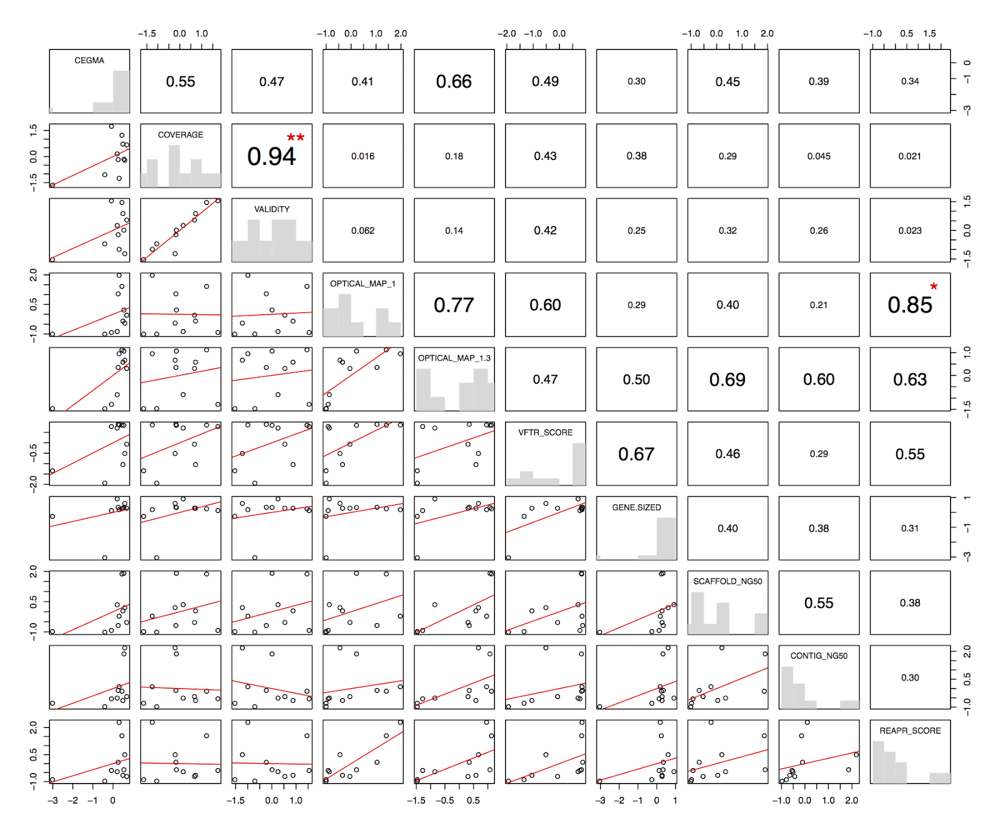 -1.5 0.0 1.0 -1.0 0.0 1.0 2.0 -2.0 -1.0 0.0 -1.0 0.0 1.0 2.0 -1.0 0.5 1.5
CEGMA 0.55 0.47 0.41 0.66 0.49 0.30 0.45 0.39 0.34 0 -1 -3
1.5 0.0 -1.5 COVERAGE 0.94 ** 0.016 0.18 0.43 0.38 0.29 0.045 0.021
VALIDITY 0.062 0.14 0.42 0.25 0.32 0.26 0.023 1.5 0.0 -1.5
2.0 0.5 -1.0 OPTICAL_MAP_1 0.77 0.60 0.29 0.40 0.21 0.85 *
OPTICAL_MAP_1.3 0.47 0.50 0.69 0.60 0.63 1.0 0.0 -1.5
-0.5 -2.0 VFTR_SCORE 0.67 0.46 0.29 0.55
GENE.SIZED 0.40 0.38 0.31 1 -1 -3
2.0 0.5 -1.0 SCAFFOLD_NG50 0.55 0.38
CONTIG_NG50 0.30 2.0 0.5 -1.0
2.0 0.5 -1.0 REAPR_SCORE
-3 -2 -1 0 -1.5 0.0 1.0 -1.5 -0.5 0.5 -3 -2 -1 0 1 -1.0 0.0 1.0 2.0